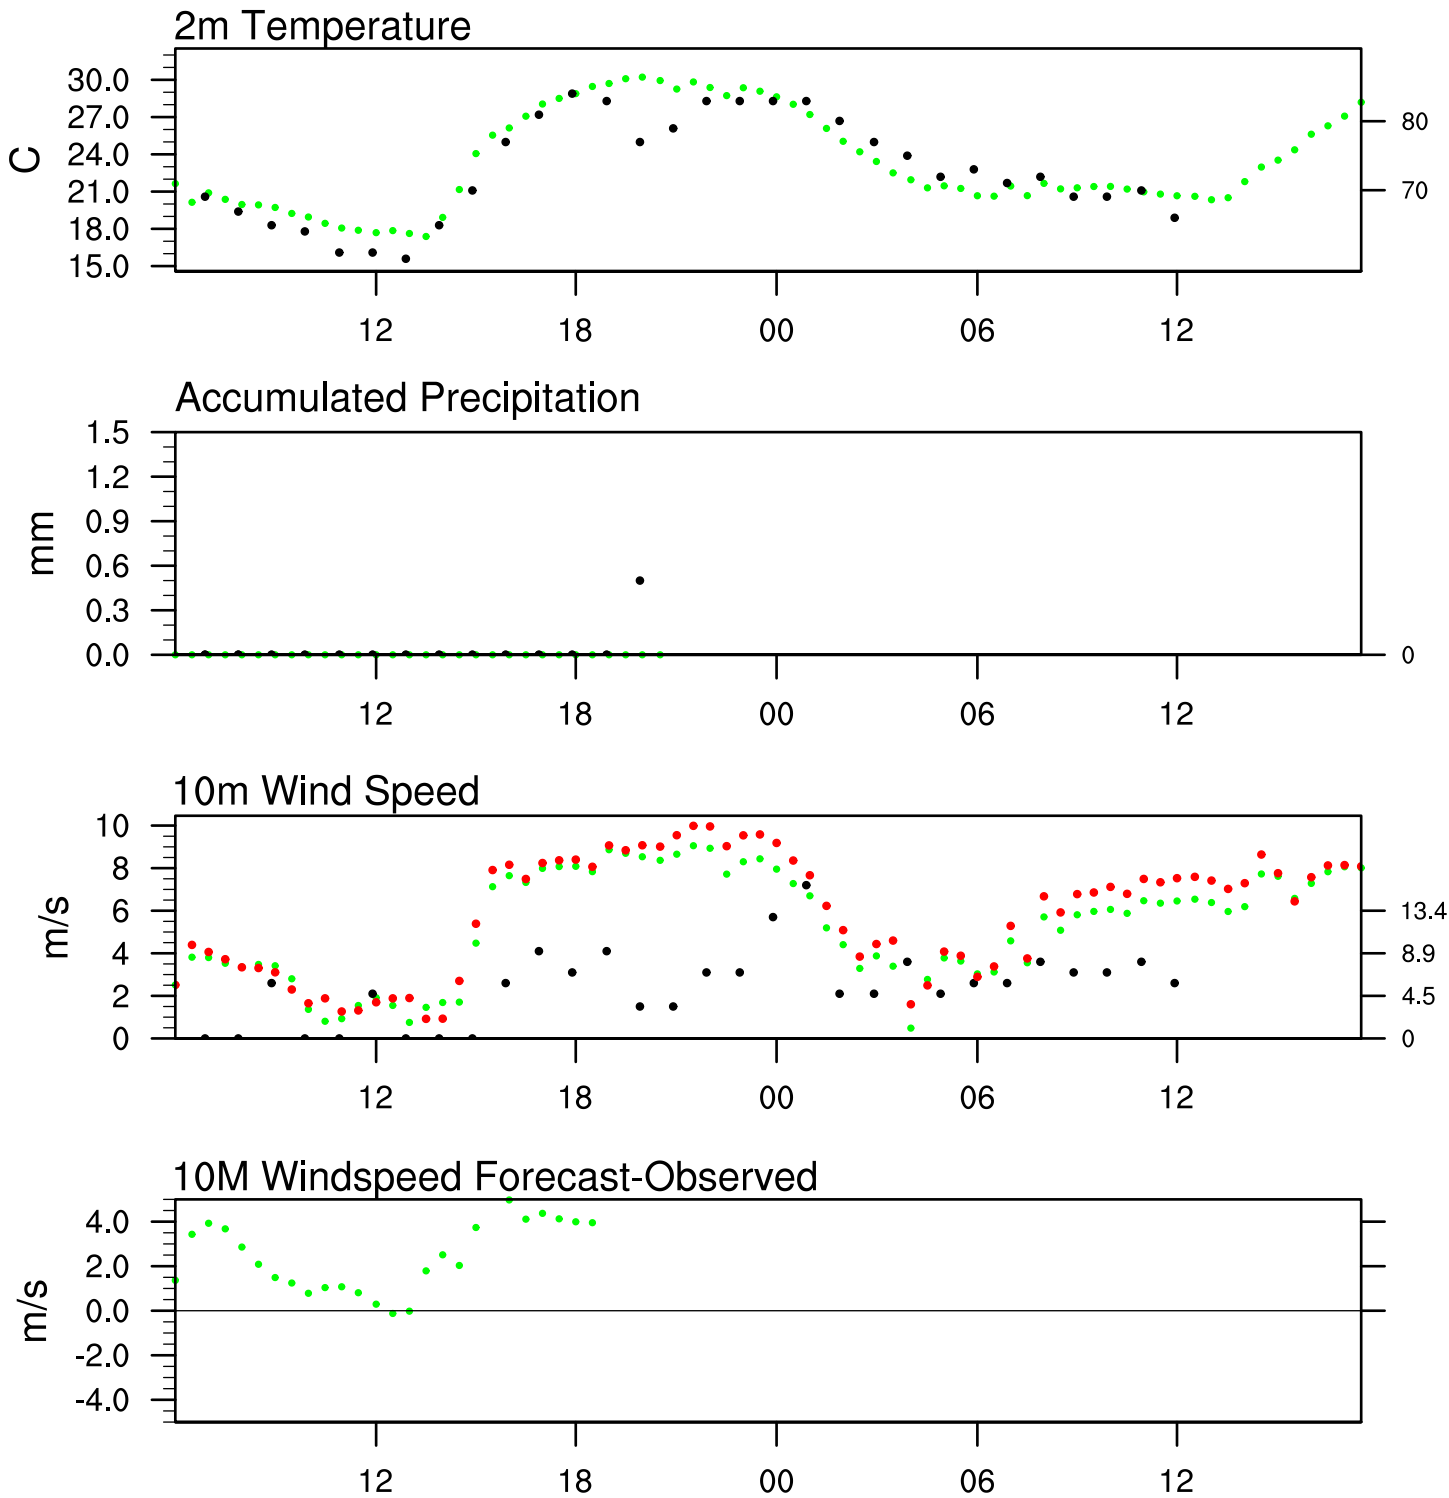 2m Temperature
30.0
27.0
80
24.0
C
21.0
70
18.0
15.0
12 18 00 06 12
Accumulated Precipitation
1.5
1.2
0.9
mm
0.6
0.3
0.0
0
12 18 00 06 12
10m Wind Speed
10
8
6
13.4
m/s
4
8.9
2
4.5
0
0
12 18 00 06 12
10M Windspeed Forecast-Observed
4.0
2.0
m/s
0.0
-2.0
-4.0
12 18 00 06 12